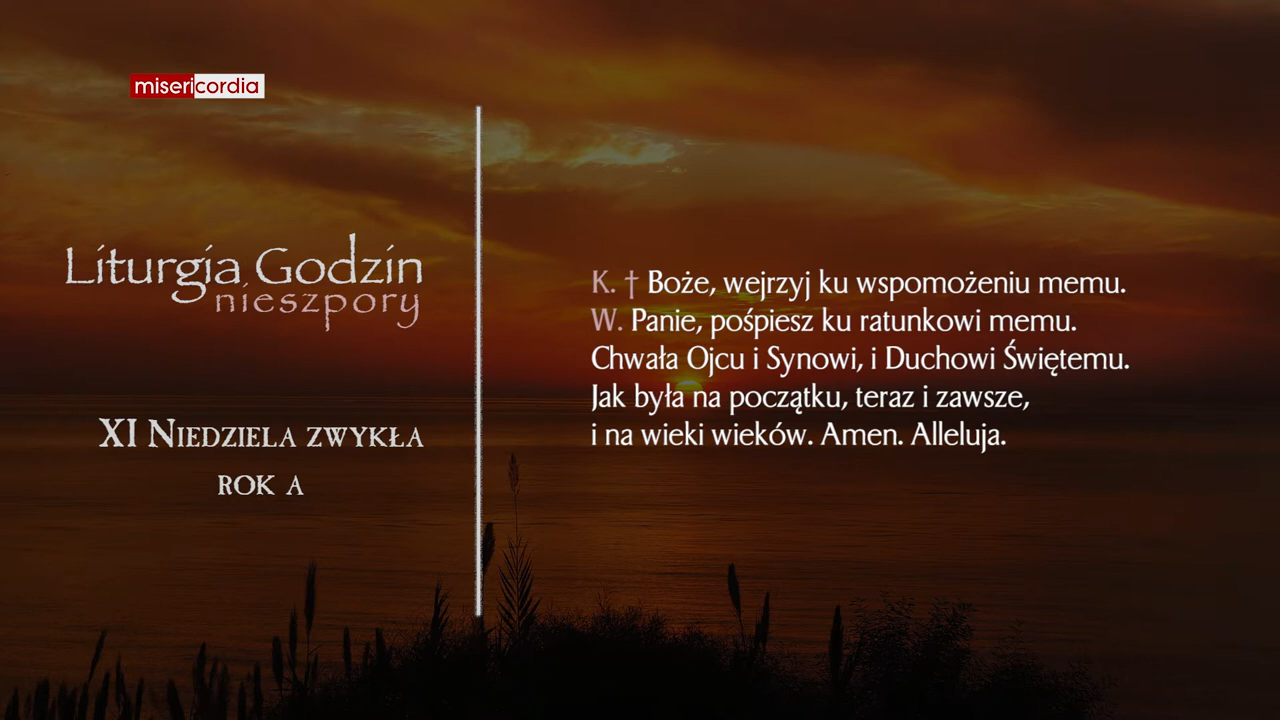 misericordia
Liturgia Godzin
nieszpory
XI Niedziela zwykła
rok A
K. † Boże, wejrzyj ku wspomożeniu memu.
W. Panie, pośpiesz ku ratunkowi memu.
Chwała Ojcu i Synowi, i Duchowi Świętemu.
Jak była na początku, teraz i zawsze,
i na wieki wieków. Amen. Alleluja.